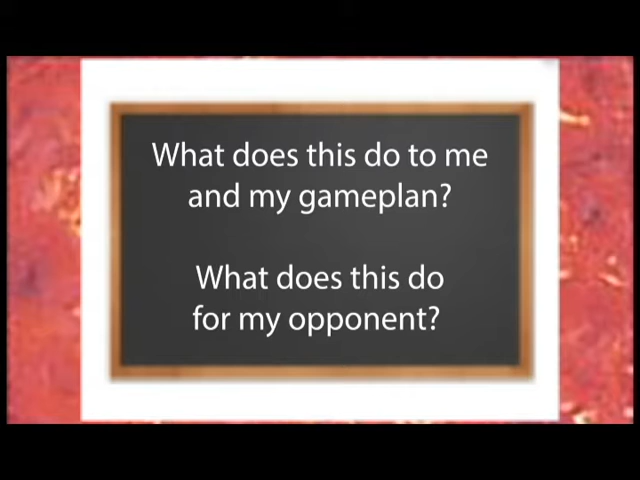 What does this do to me
and my gameplan?
What does this do
for my opponent?